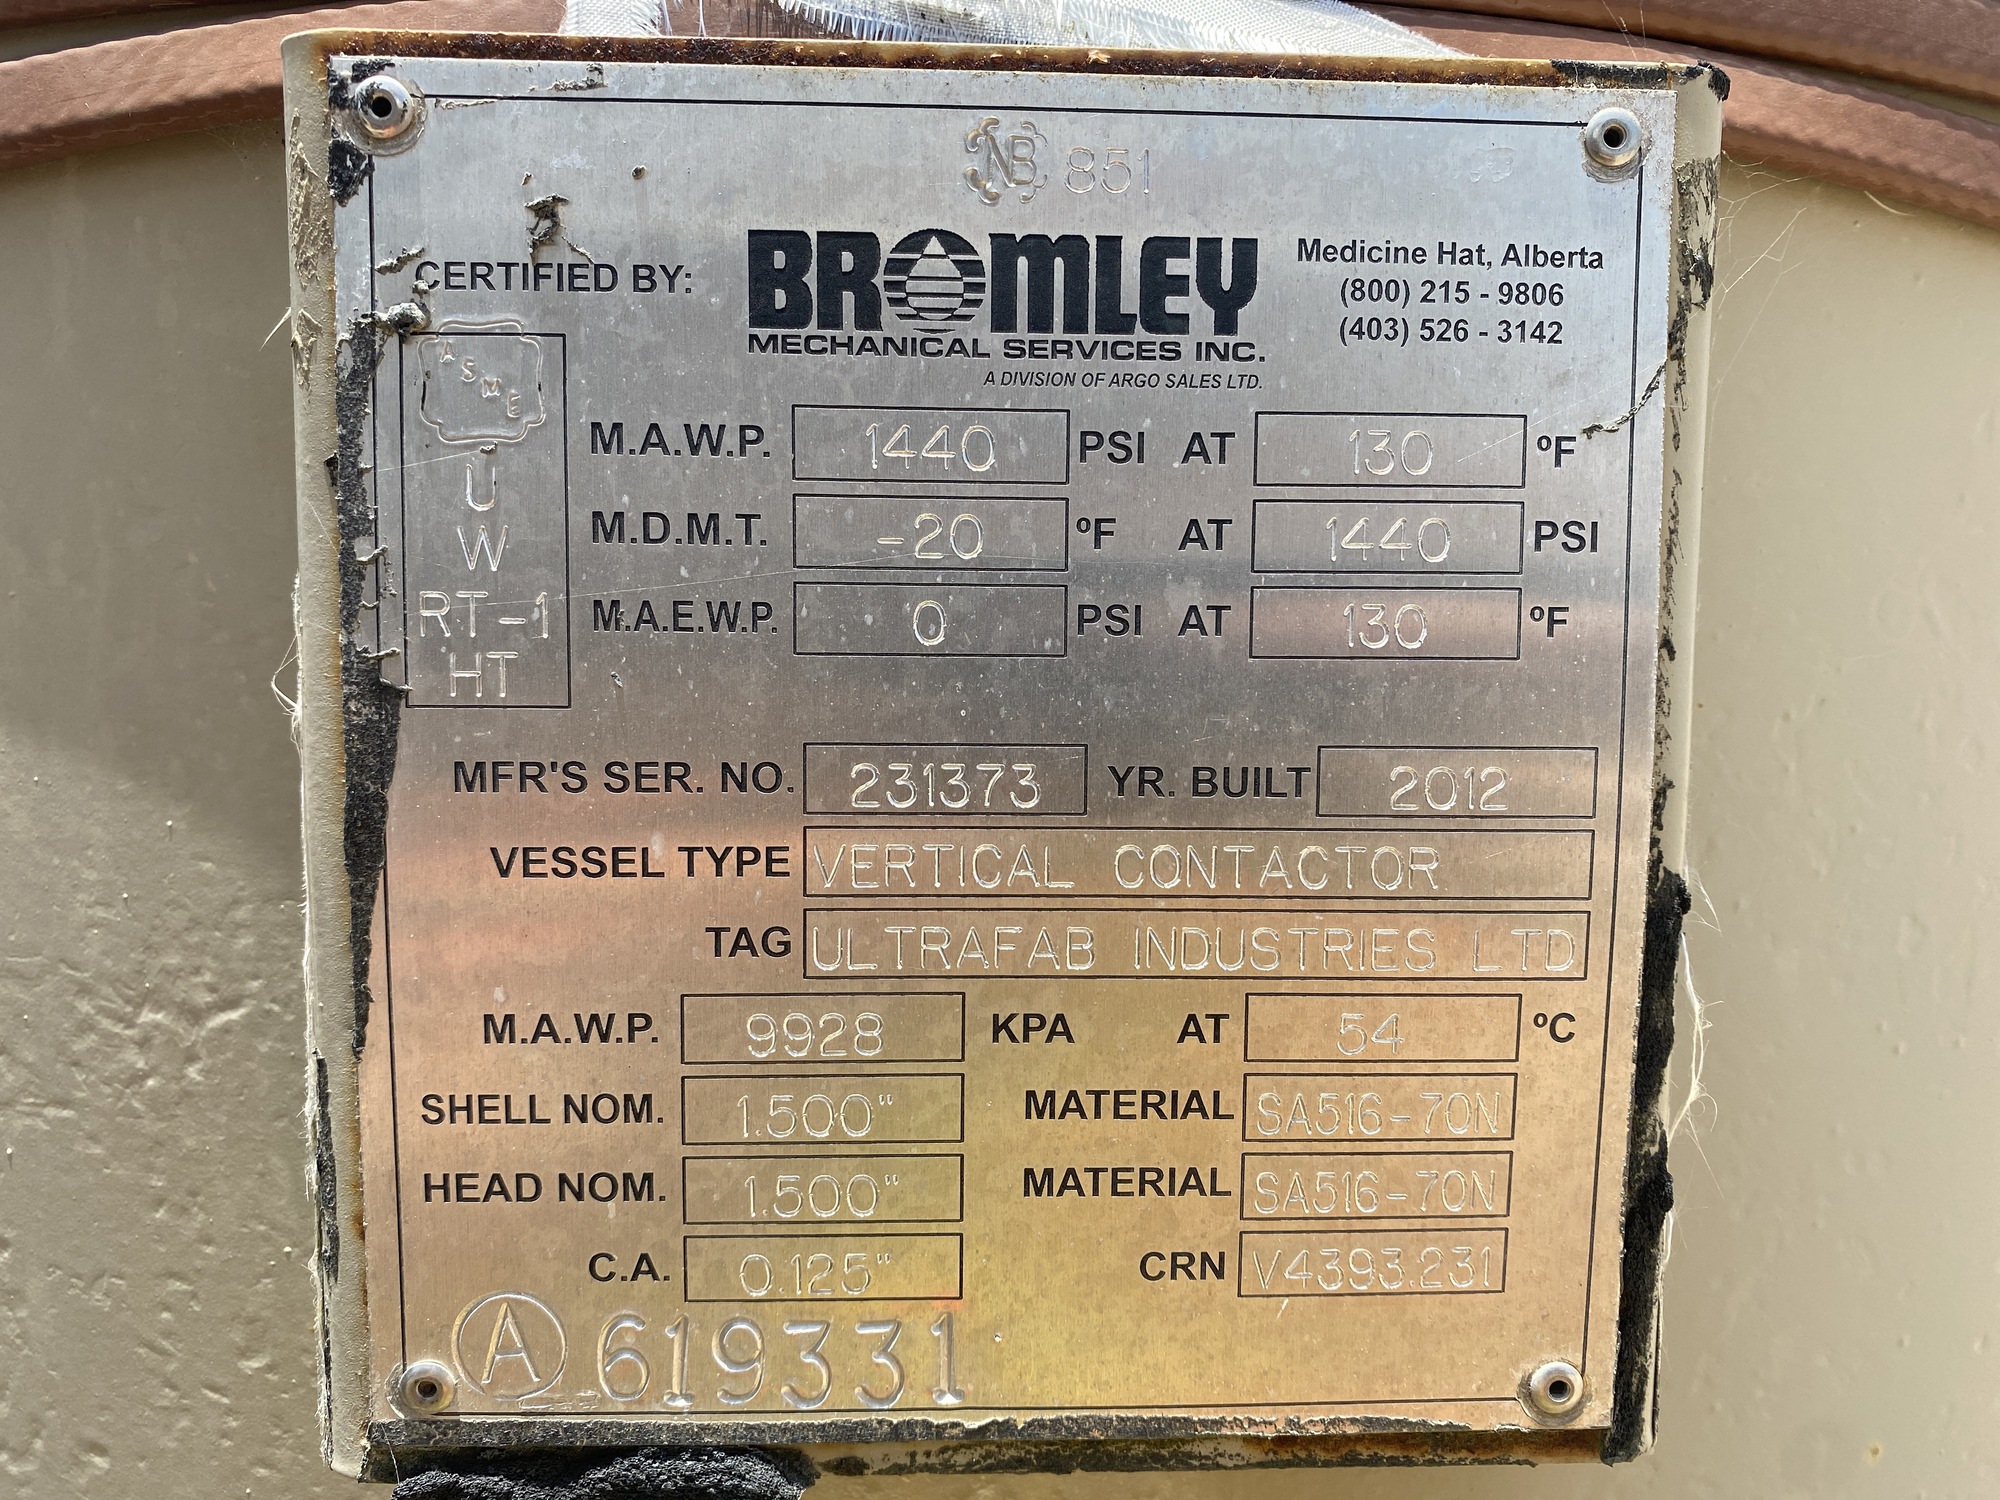 NB 851
CERTIFIED BY: BROMLEY Medicine Hat, Alberta
(800) 215 - 9806
MECHANICAL SERVICES INC. (403) 526 - 3142
A DIVISION OF ARGO SALES LTD.
ASME
U
W
RT-1
HT
M.A.W.P. 1440 PSI AT 130 ºF
M.D.M.T. -20 ºF AT 1440 PSI
M.A.E.W.P. 0 PSI AT 130 ºF
MFR'S SER. NO. 231373 YR. BUILT 2012
VESSEL TYPE VERTICAL CONTACTOR
TAG ULTRAFAB INDUSTRIES LTD
M.A.W.P. 9928 KPA AT 54 ºC
SHELL NOM. 1.500" MATERIAL SA516-70N
HEAD NOM. 1.500" MATERIAL SA516-70N
C.A. 0.125" CRN V4393.231
A 619331